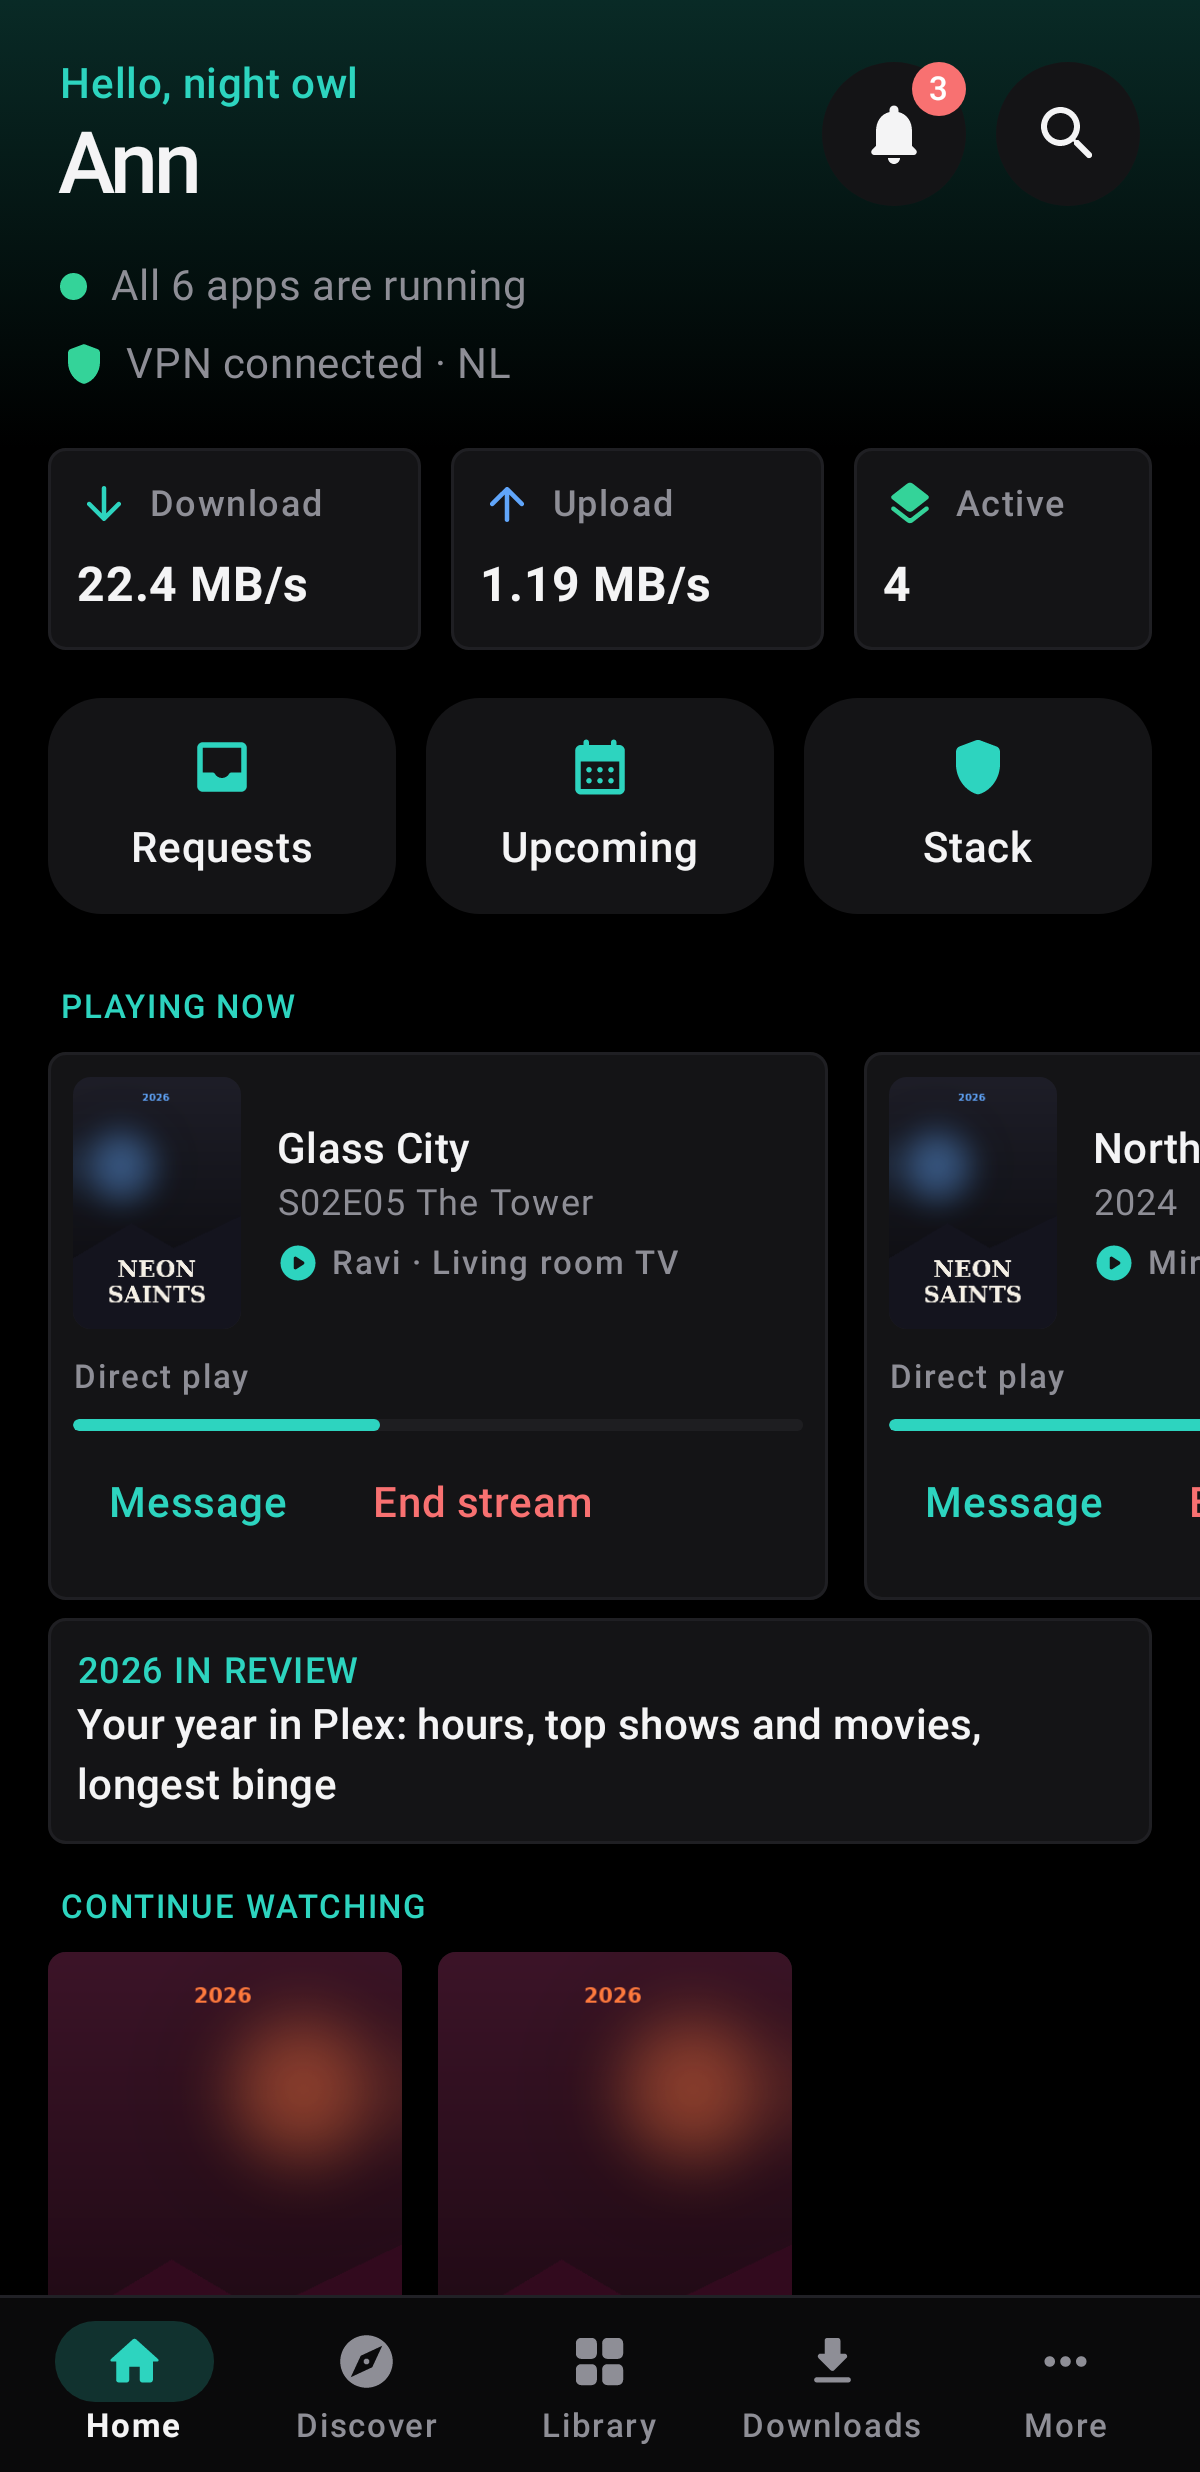 Hello, night owl
Ann
3
All 6 apps are running
VPN connected · NL
Download
22.4 MB/s
Upload
1.19 MB/s
Active
4
Requests
Upcoming
Stack
PLAYING NOW
2026
NEON
SAINTS
Glass City
S02E05 The Tower
Ravi · Living room TV
Direct play
Message
End stream
2026
NEON
SAINTS
North
2024
Direct play
Message
2026 IN REVIEW
Your year in Plex: hours, top shows and movies,
longest binge
CONTINUE WATCHING
2026
2026
Home
Discover
Library
Downloads
More